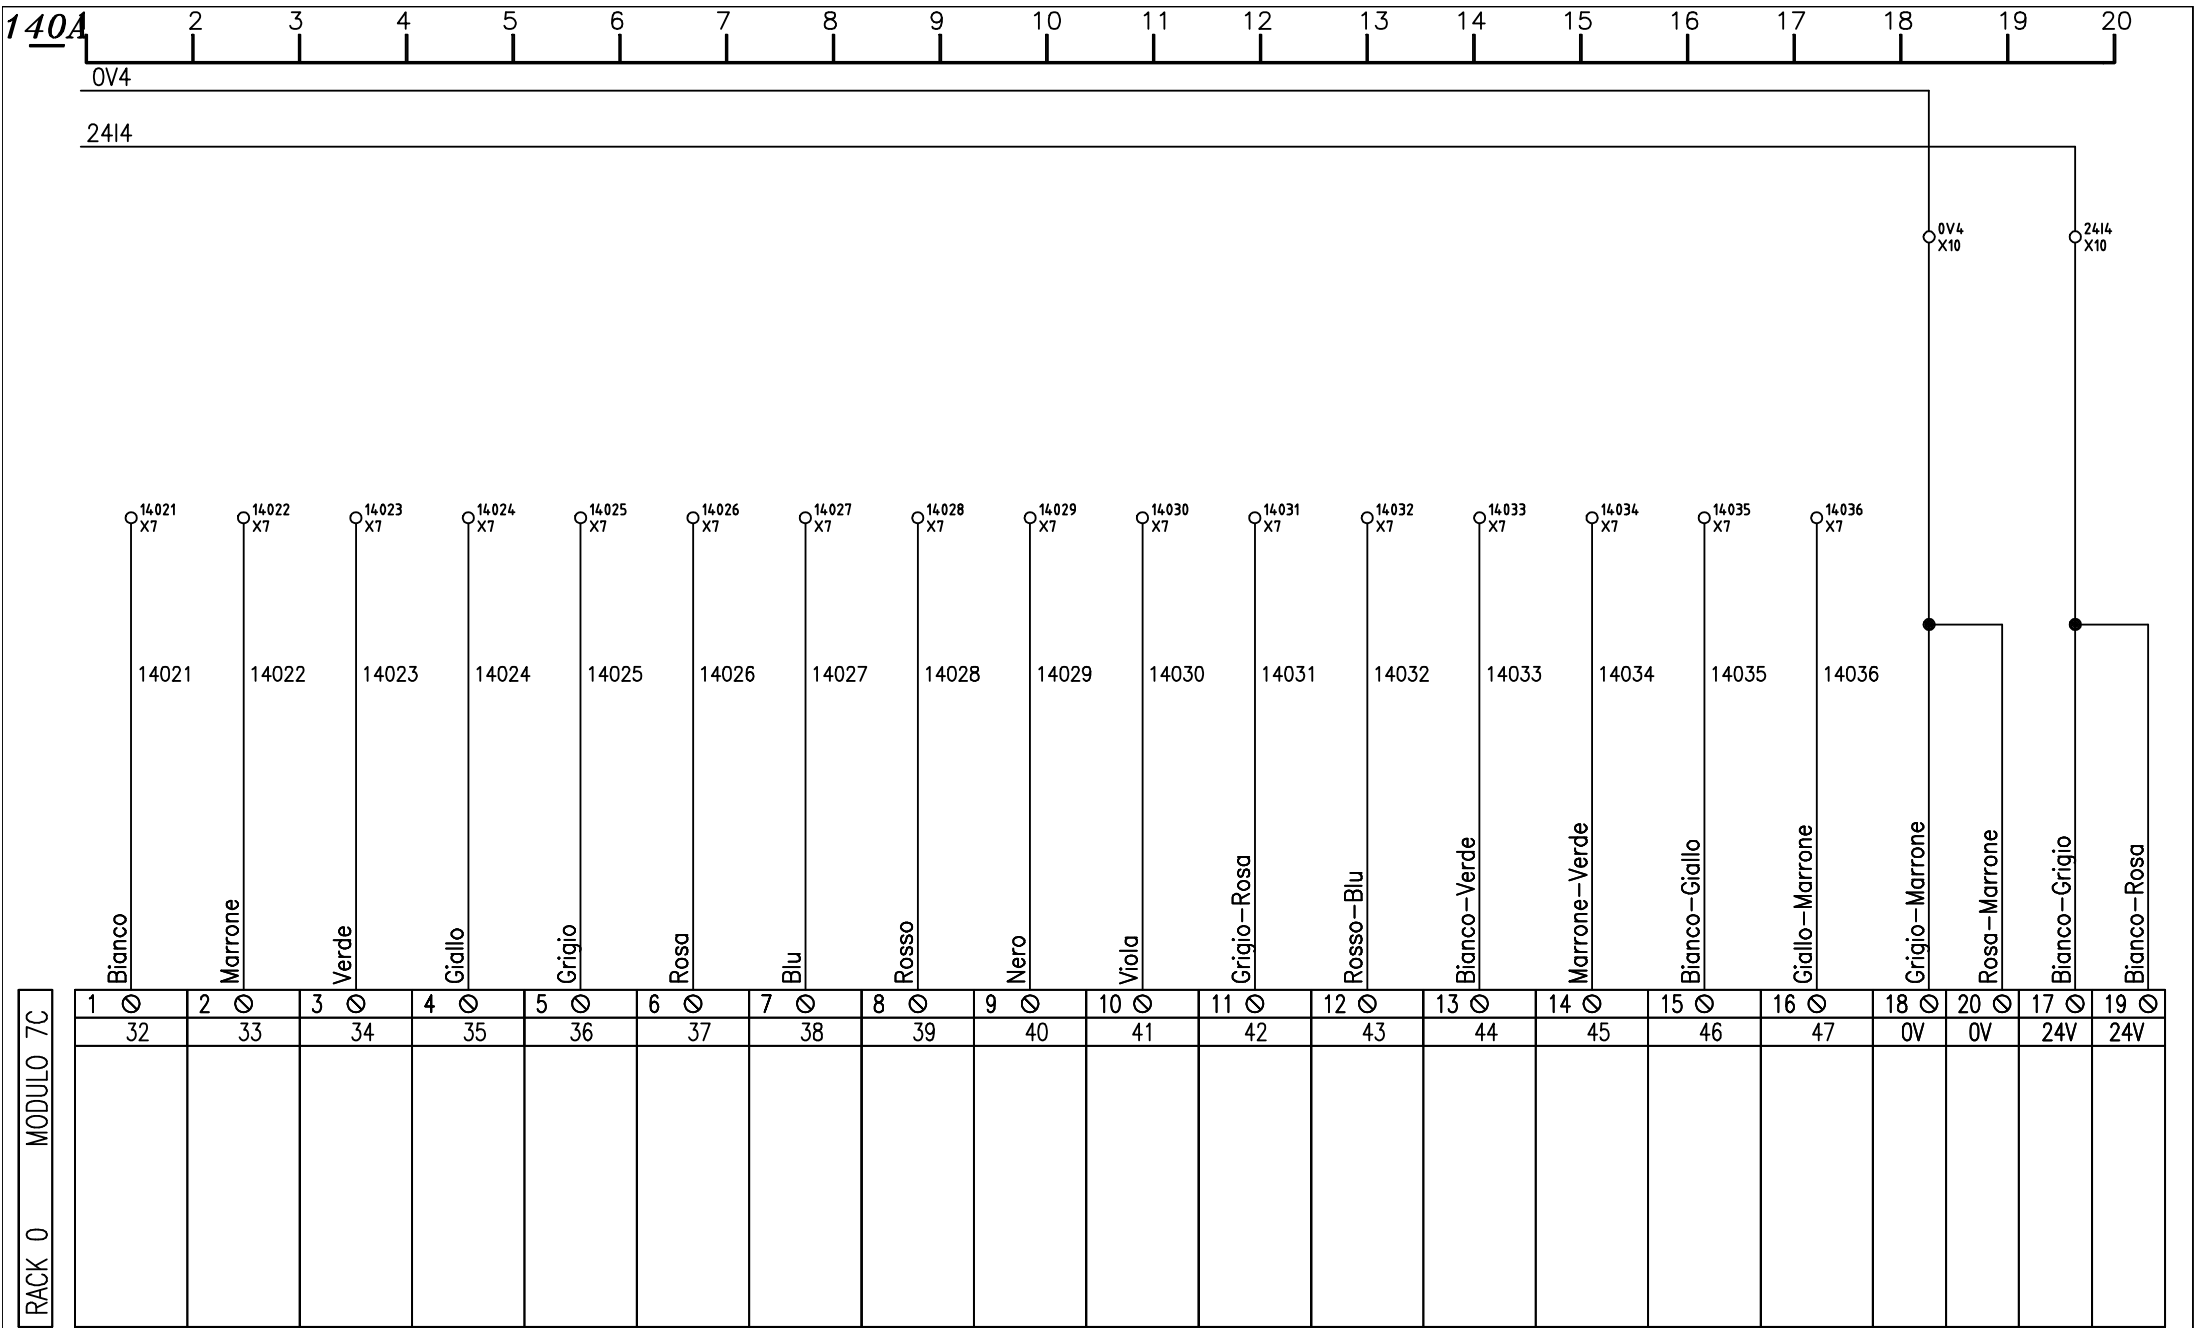 140A 2 3 4 5 6 7 8 9 10 11 12 13 14 15 16 17 18 19 20
0V4
24I4
0V4 24I4
X10 X10
14021 14022 14023 14024 14025 14026 14027 14028 14029 14030 14031 14032 14033 14034 14035 14036
X7 X7 X7 X7 X7 X7 X7 X7 X7 X7 X7 X7 X7 X7 X7 X7
14021 14022 14023 14024 14025 14026 14027 14028 14029 14030 14031 14032 14033 14034 14035 14036
Bianco
Marrone
Verde
Giallo
Grigio
Rosa
Blu
Rosso
Nero
Viola
Grigio-Rosa
Rosso-Blu
Bianco-Verde
Marrone-Verde
Bianco-Giallo
Giallo-Marrone
Grigio-Marrone
Rosa-Marrone
Bianco-Grigio
Bianco-Rosa
1 2 3 4 5 6 7 8 9 10 11 12 13 14 15 16 18 20 17 19
32 33 34 35 36 37 38 39 40 41 42 43 44 45 46 47 0V 0V 24V 24V
RACK 0 MODULO 7C